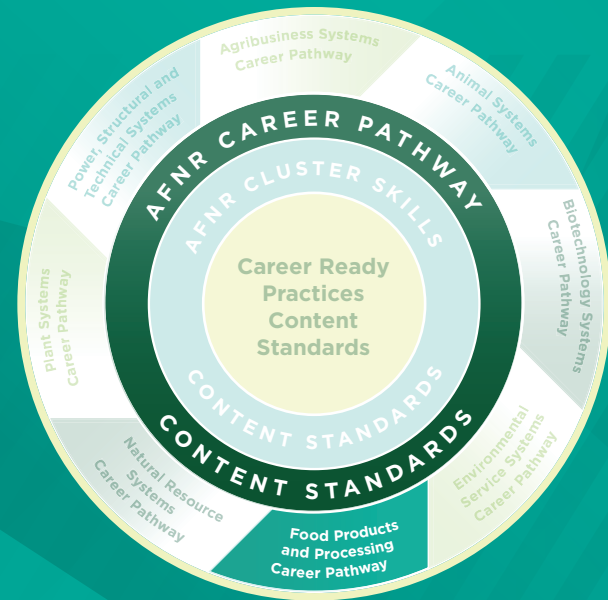 Agribusiness Systems
Career Pathway
Animal Systems
Career Pathway
Biotechnology Systems
Career Pathway
Environmental
Service Systems
Career Pathway
Food Products
and Processing
Career Pathway
Natural Resource
Systems
Career Pathway
Plant Systems
Career Pathway
Power, Structural and
Technical Systems
Career Pathway
AFNR CAREER PATHWAY
CONTENT STANDARDS
AFNR CLUSTER SKILLS
CONTENT STANDARDS
Career Ready
Practices
Content
Standards